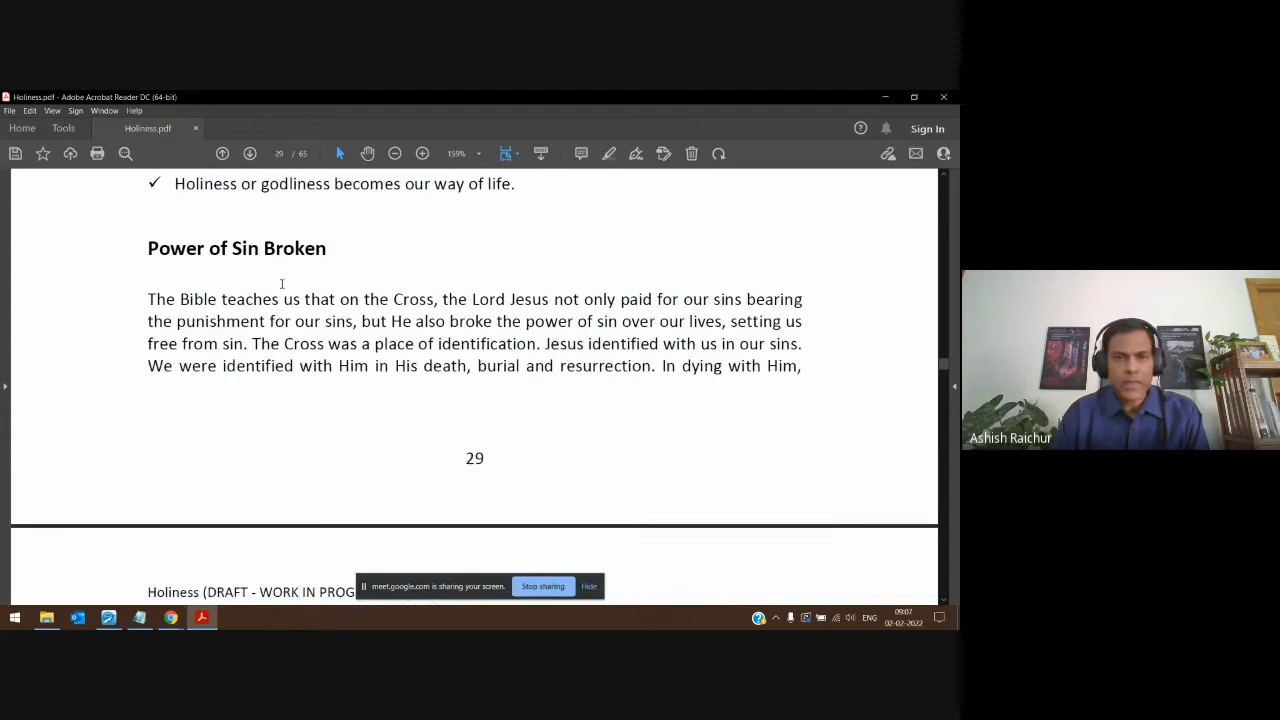 Holiness.pdf - Adobe Acrobat Reader DC (64-bit)
File Edit View Sign Window Help
Home Tools Holiness.pdf × Sign In
29 / 65 159%
✓ Holiness or godliness becomes our way of life.
Power of Sin Broken
The Bible teaches us that on the Cross, the Lord Jesus not only paid for our sins bearing
the punishment for our sins, but He also broke the power of sin over our lives, setting us
free from sin. The Cross was a place of identification. Jesus identified with us in our sins.
We were identified with Him in His death, burial and resurrection. In dying with Him,
29
Holiness (DRAFT - WORK IN PROG
meet.google.com is sharing your screen. Stop sharing Hide
ENG
09:07
02-02-2022
Ashish Raichur